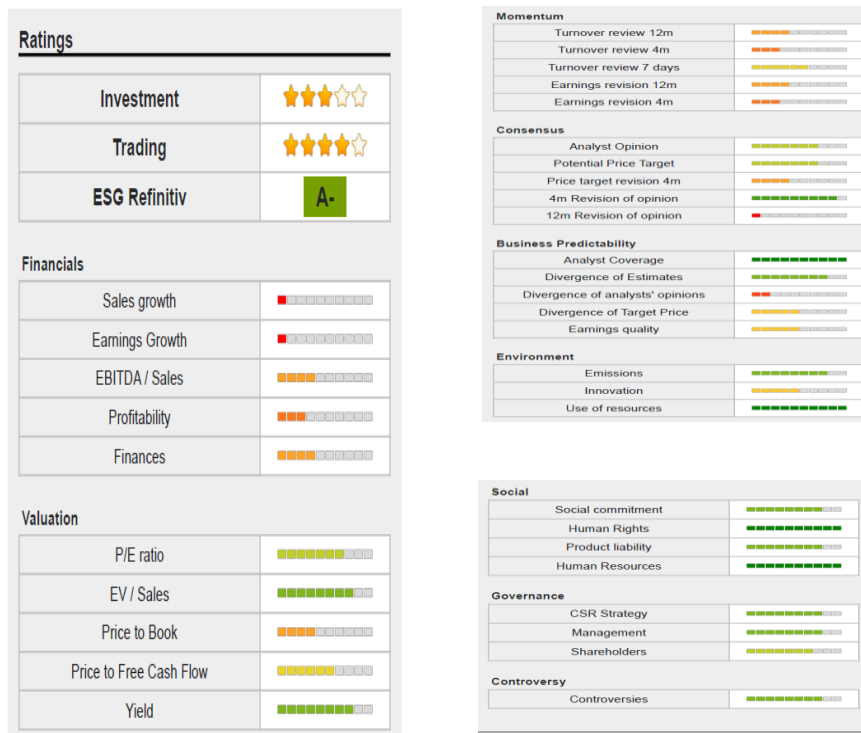 Ratings
Investment
Trading
ESG Refinitiv A-
Financials
Sales growth
Earnings Growth
EBITDA / Sales
Profitability
Finances
Valuation
P/E ratio
EV / Sales
Price to Book
Price to Free Cash Flow
Yield
Momentum
Turnover review 12m
Turnover review 4m
Turnover review 7 days
Earnings revision 12m
Earnings revision 4m
Consensus
Analyst Opinion
Potential Price Target
Price target revision 4m
4m Revision of opinion
12m Revision of opinion
Business Predictability
Analyst Coverage
Divergence of Estimates
Divergence of analysts' opinions
Divergence of Target Price
Earnings quality
Environment
Emissions
Innovation
Use of resources
Social
Social commitment
Human Rights
Product liability
Human Resources
Governance
CSR Strategy
Management
Shareholders
Controversy
Controversies